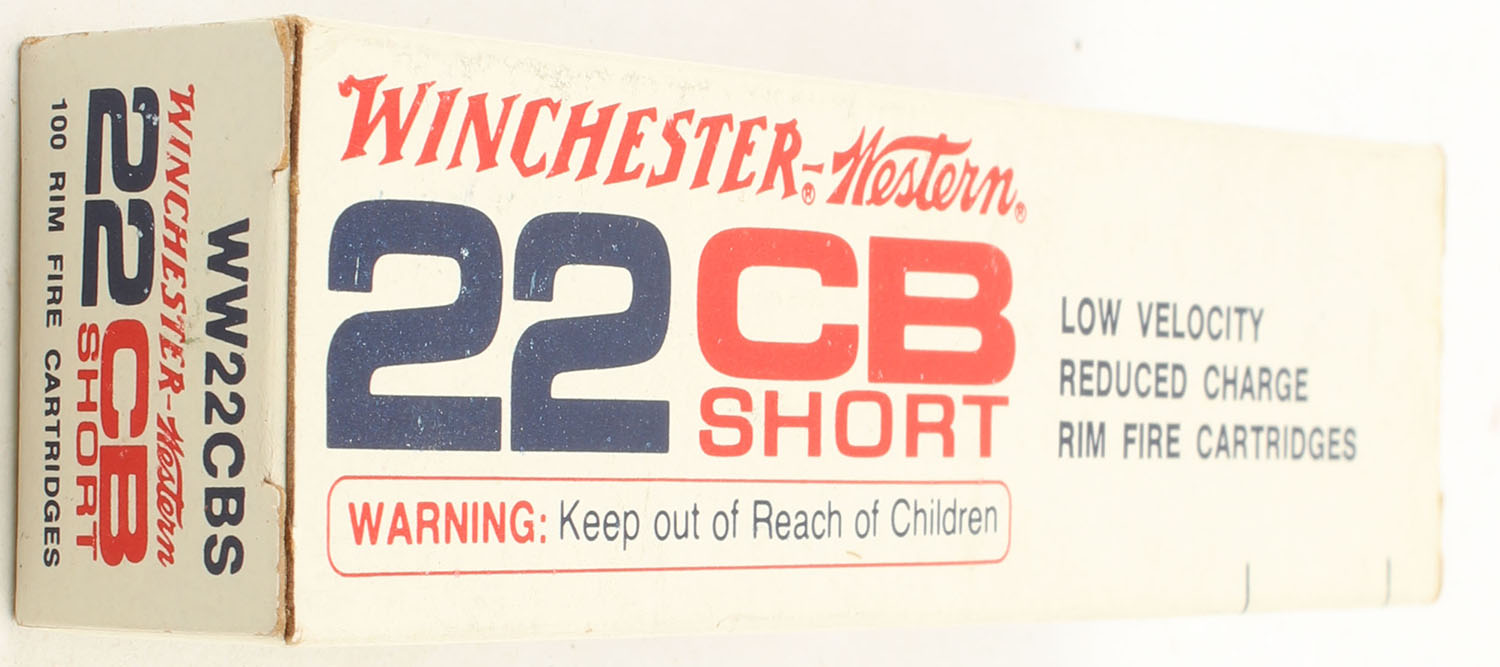 WINCHESTER®-Western®
22 CB
SHORT
WARNING: Keep out of Reach of Children
LOW VELOCITY
REDUCED CHARGE
RIM FIRE CARTRIDGES
WW22CBS
WINCHESTER-Western
22 CB
SHORT
100 RIM FIRE CARTRIDGES